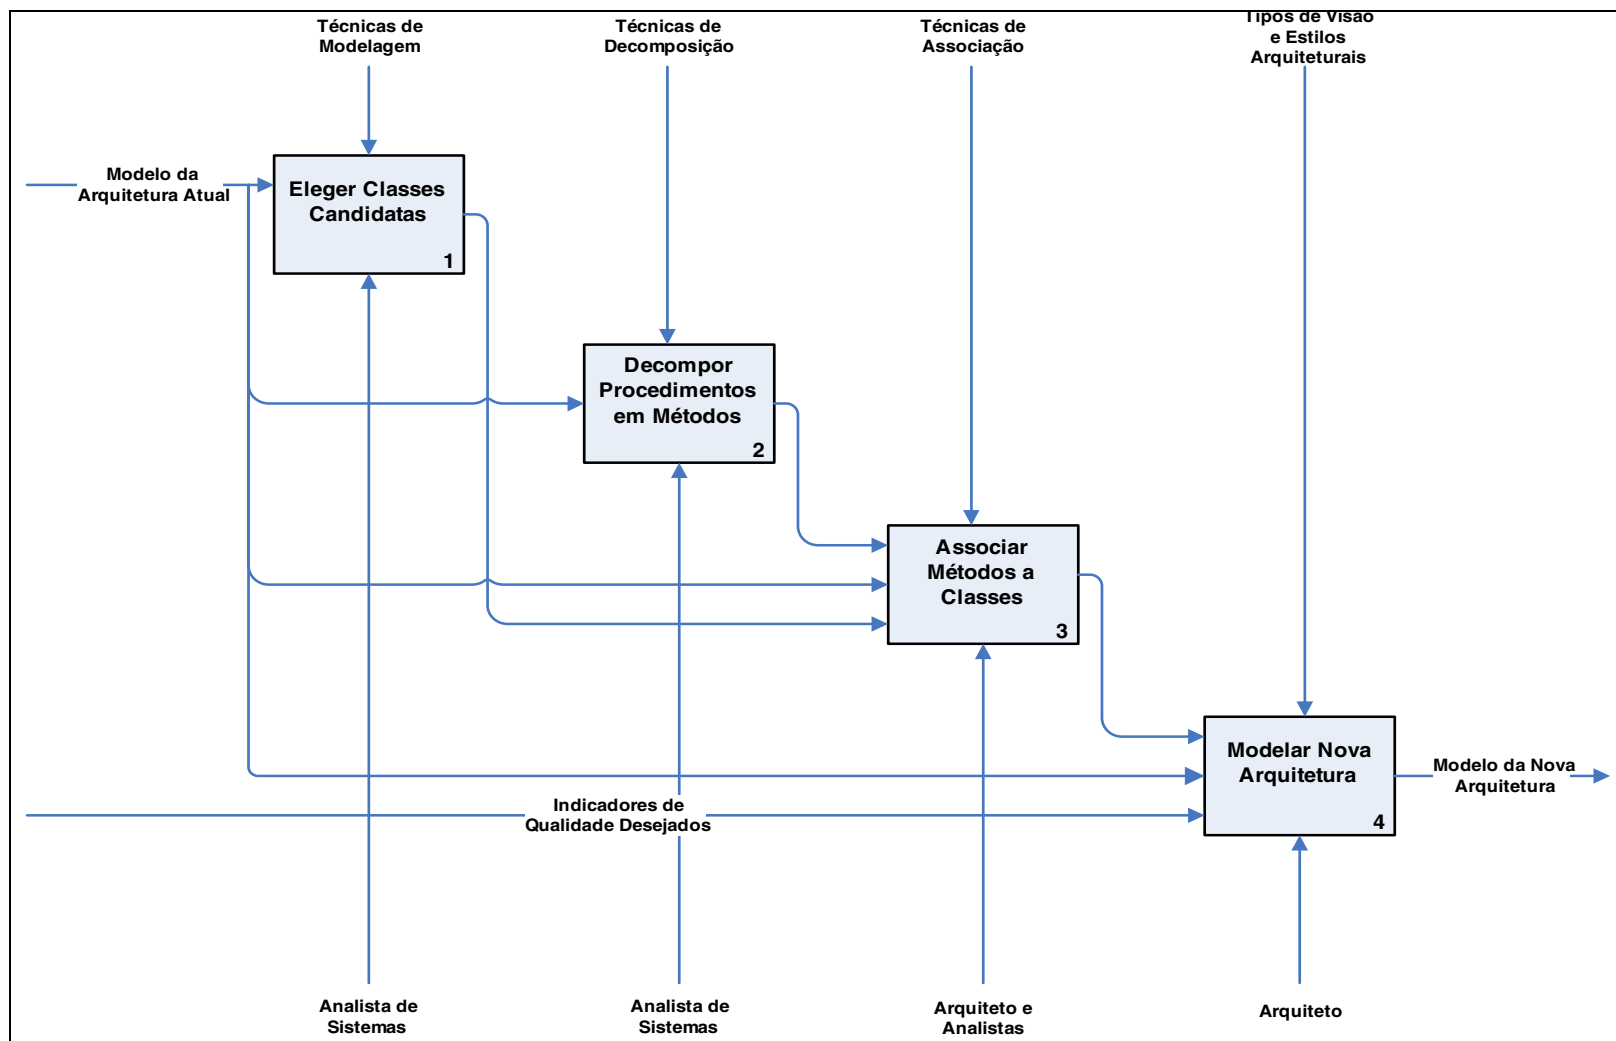 Técnicas de
Modelagem
Técnicas de
Decomposição
Técnicas de
Associação
Tipos de Visão
e Estilos
Arquiteturais
Modelo da
Arquitetura Atual
Eleger Classes
Candidatas
1
Decompor
Procedimentos
em Métodos
2
Associar
Métodos a
Classes
3
Modelar Nova
Arquitetura
4
Modelo da Nova
Arquitetura
Indicadores de
Qualidade Desejados
Analista de
Sistemas
Analista de
Sistemas
Arquiteto e
Analistas
Arquiteto